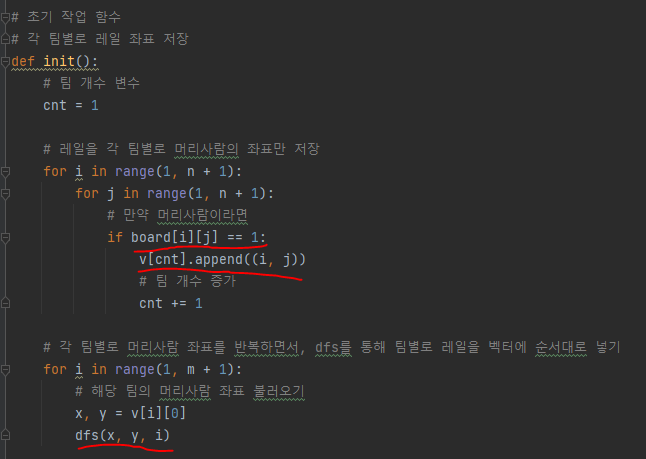 # 초기 작업 함수
# 각 팀별로 레일 좌표 저장
def init():
# 팀 개수 변수
cnt = 1
# 레일을 각 팀별로 머리사람의 좌표만 저장
for i in range(1, n + 1):
for j in range(1, n + 1):
# 만약 머리사람이라면
if board[i][j] == 1:
v[cnt].append((i, j))
# 팀 개수 증가
cnt += 1
# 각 팀별로 머리사람 좌표를 반복하면서, dfs를 통해 팀별로 레일을 벡터에 순서대로 넣기
for i in range(1, m + 1):
# 해당 팀의 머리사람 좌표 불러오기
x, y = v[i][0]
dfs(x, y, i)